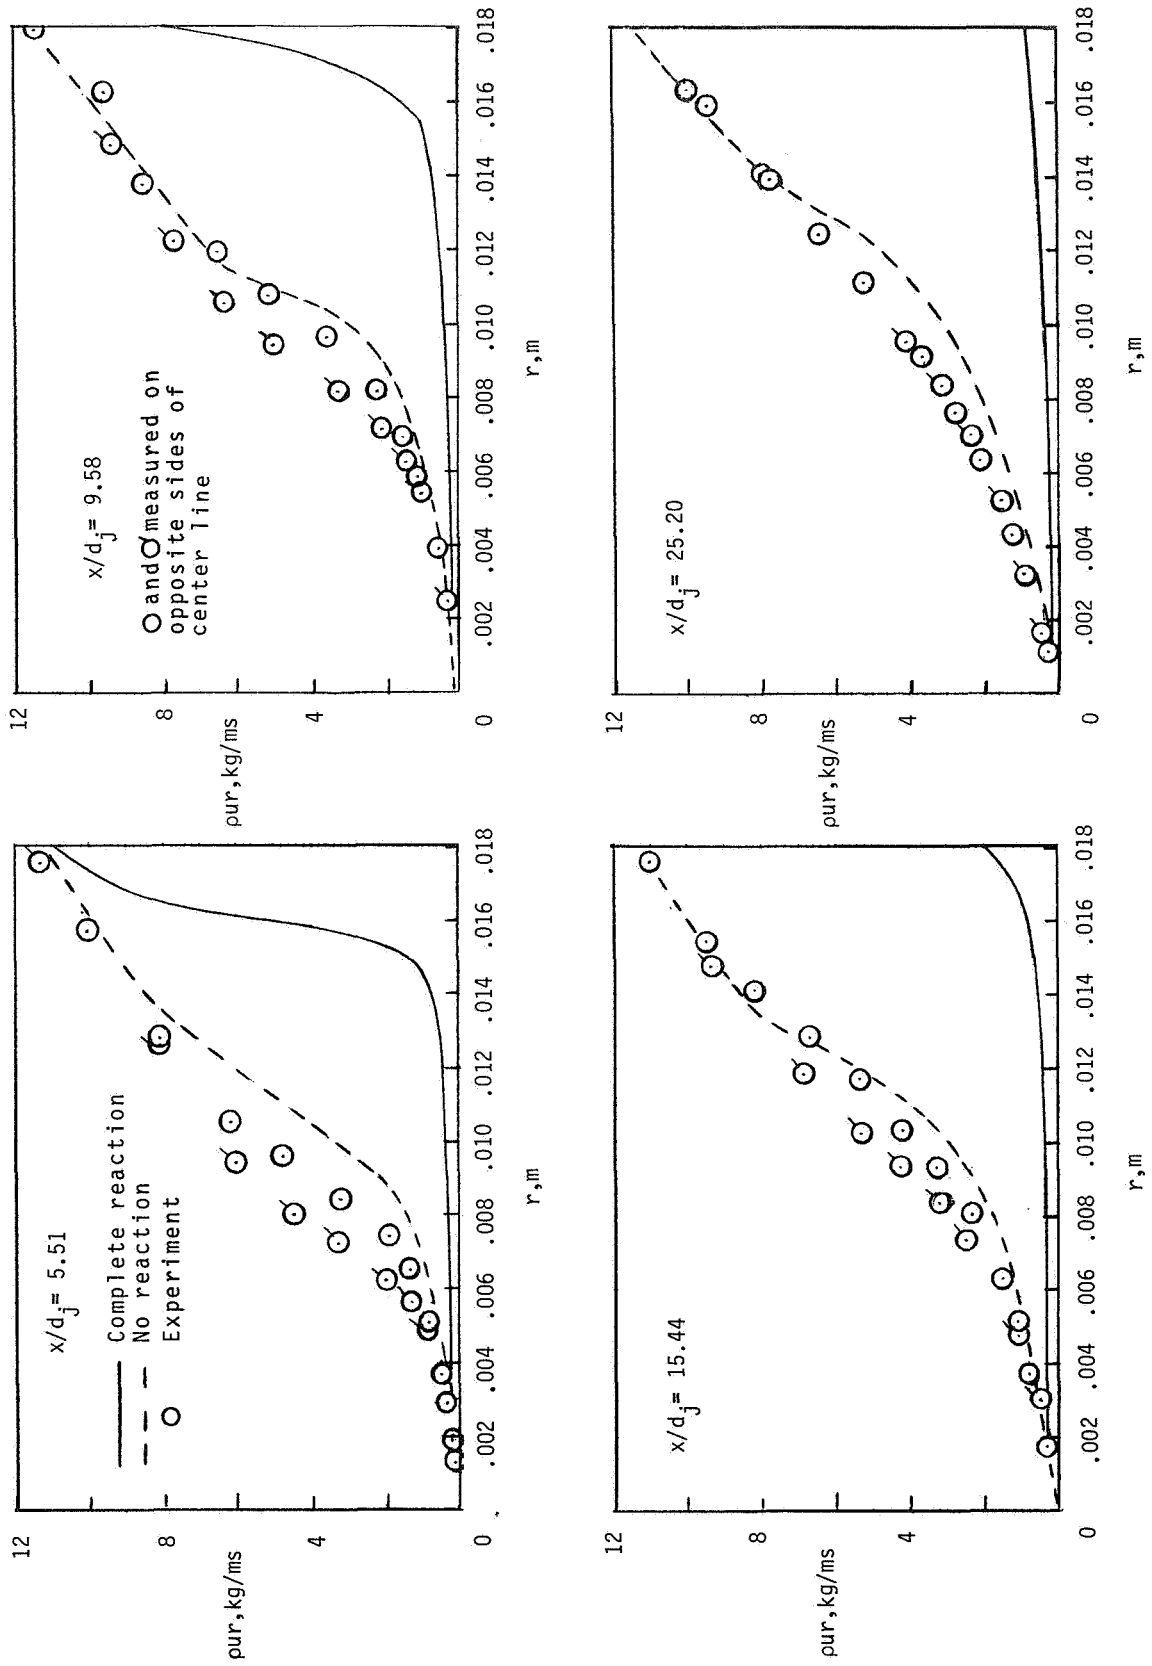 x/dj= 5.51
Complete reaction
No reaction
Experiment
12
8
ρur,kg/ms
4
0
.002
.004
.006
.008
.010
.012
.014
.016
.018
r,m
x/dj= 9.58
O and O measured on
opposite sides of
center line
12
8
ρur,kg/ms
4
0
.002
.004
.006
.008
.010
.012
.014
.016
.018
r,m
x/dj= 15.44
12
8
ρur,kg/ms
4
0
.002
.004
.006
.008
.010
.012
.014
.016
.018
r,m
x/dj= 25.20
12
8
ρur,kg/ms
4
0
.002
.004
.006
.008
.010
.012
.014
.016
.018
r,m